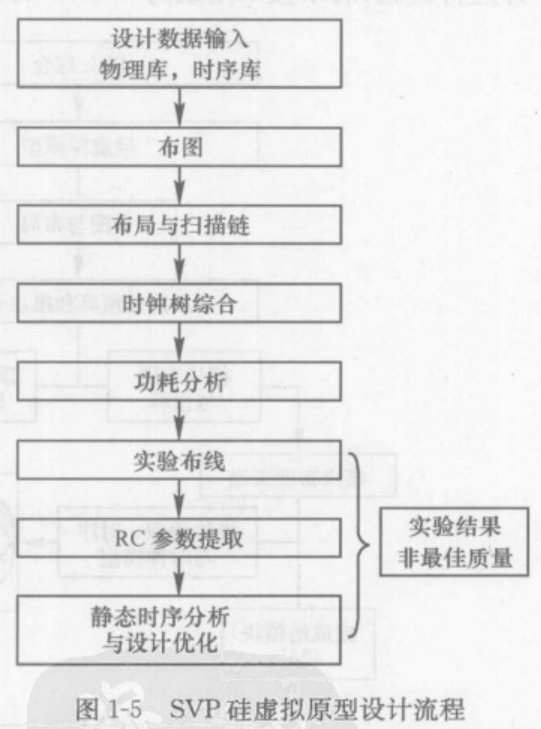 设计数据输入
物理库，时序库
布图
布局与扫描链
时钟树综合
功耗分析
实验布线
RC 参数提取
静态时序分析
与设计优化
实验结果
非最佳质量
图 1-5 SVP 硅虚拟原型设计流程